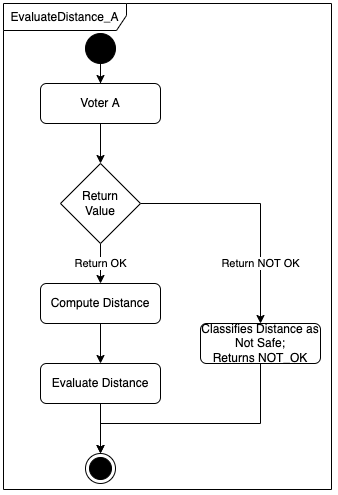 EvaluateDistance_A
Voter A
Return
Value
Return OK
Return NOT OK
Compute Distance
Classifies Distance as
Not Safe;
Returns NOT_OK
Evaluate Distance